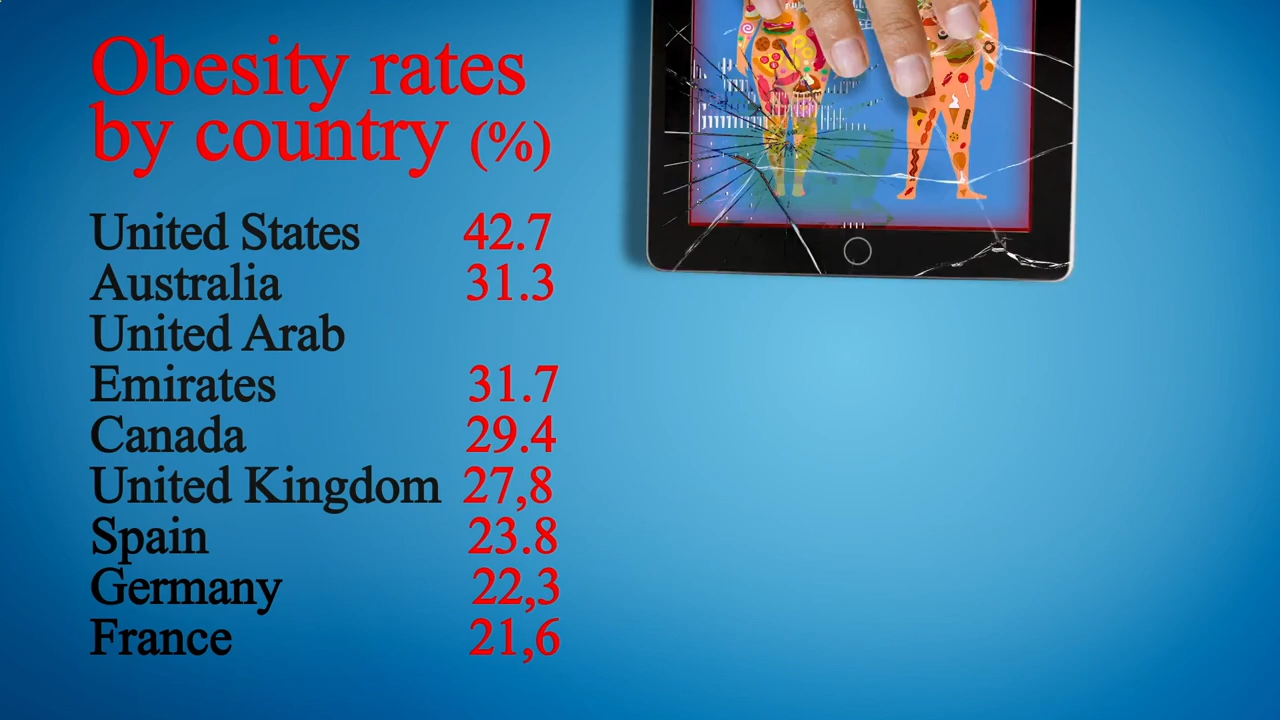 Obesity rates
by country (%)
United States 42.7
Australia 31.3
United Arab
Emirates 31.7
Canada 29.4
United Kingdom 27,8
Spain 23.8
Germany 22,3
France 21,6